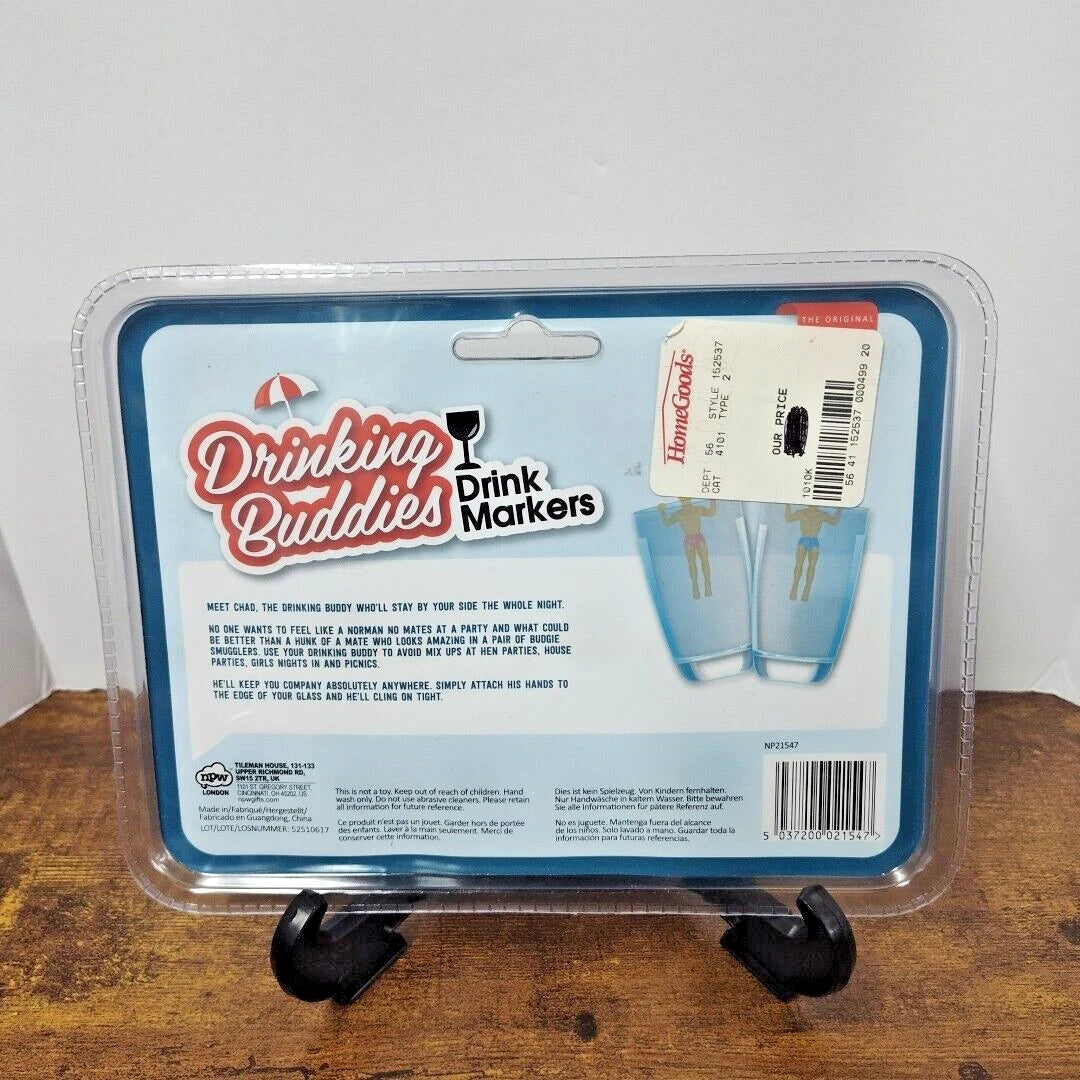 THE ORIGINAL
HomeGoods
DEPT 56 STYLE 152537
CAT 4101 TYPE 2
OUR PRICE
1010K
56 41 152537 000499 20
Drinking
Buddies
Drink
Markers
MEET CHAD, THE DRINKING BUDDY WHO'LL STAY BY YOUR SIDE THE WHOLE NIGHT.
NO ONE WANTS TO FEEL LIKE A NORMAN NO MATES AT A PARTY AND WHAT COULD
BE BETTER THAN A HUNK OF A MATE WHO LOOKS AMAZING IN A PAIR OF BUDGIE
SMUGGLERS. USE YOUR DRINKING BUDDY TO AVOID MIX UPS AT HEN PARTIES, HOUSE
PARTIES, GIRLS NIGHTS IN AND PICNICS.
HE'LL KEEP YOU COMPANY ABSOLUTELY ANYWHERE. SIMPLY ATTACH HIS HANDS TO
THE EDGE OF YOUR GLASS AND HE'LL CLING ON TIGHT.
npw
LONDON
TILEMAN HOUSE, 131-133
UPPER RICHMOND RD,
SW15 2TR, UK
1101 ST. GREGORY STREET,
CINCINNATI, OH 45202. US
npwgifts.com
Made in/Fabriqué/Hergestellt/
Fabricado en Guangdong, China
LOT/LOTE/LOSNUMMER: 52510617
This is not a toy. Keep out of reach of children. Hand
wash only. Do not use abrasive cleaners. Please retain
all information for future reference.
Ce produit n'est pas un jouet. Garder hors de portée
des enfants. Laver à la main seulement. Merci de
conserver cette information.
Dies ist kein Spielzeug. Von Kindern fernhalten.
Nur Handwäsche in kaltem Wasser. Bitte bewahren
Sie alle Informationen für pätere Referenz auf.
No es juguete. Mantenga fuera del alcance
de los niños. Solo lavado a mano. Guardar toda la
información para futuras referencias.
NP21547
5 037200 021547 >